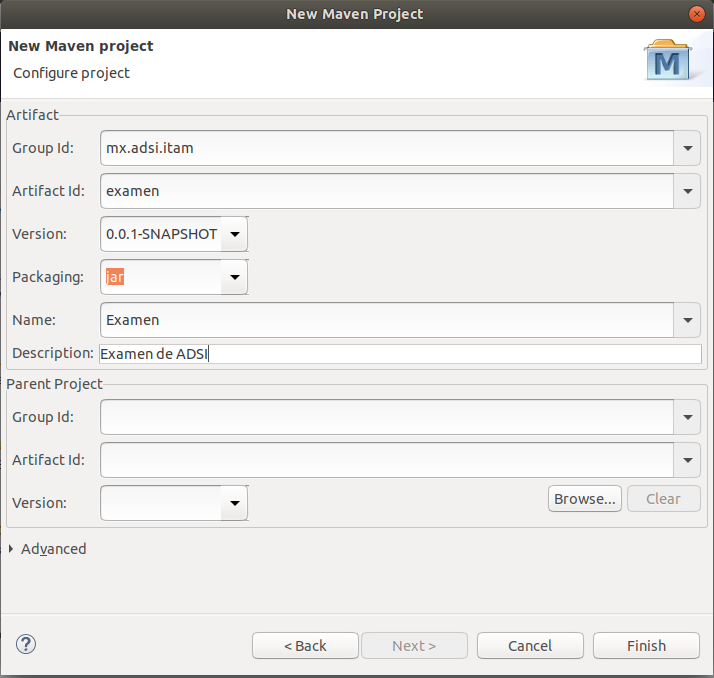 New Maven Project
New Maven project
Configure project
M
Artifact
Group Id: mx.adsi.itam
Artifact Id: examen
Version: 0.0.1-SNAPSHOT
Packaging: jar
Name: Examen
Description: Examen de ADSI
Parent Project
Group Id:
Artifact Id:
Version: Browse... Clear
Advanced
? < Back Next > Cancel Finish